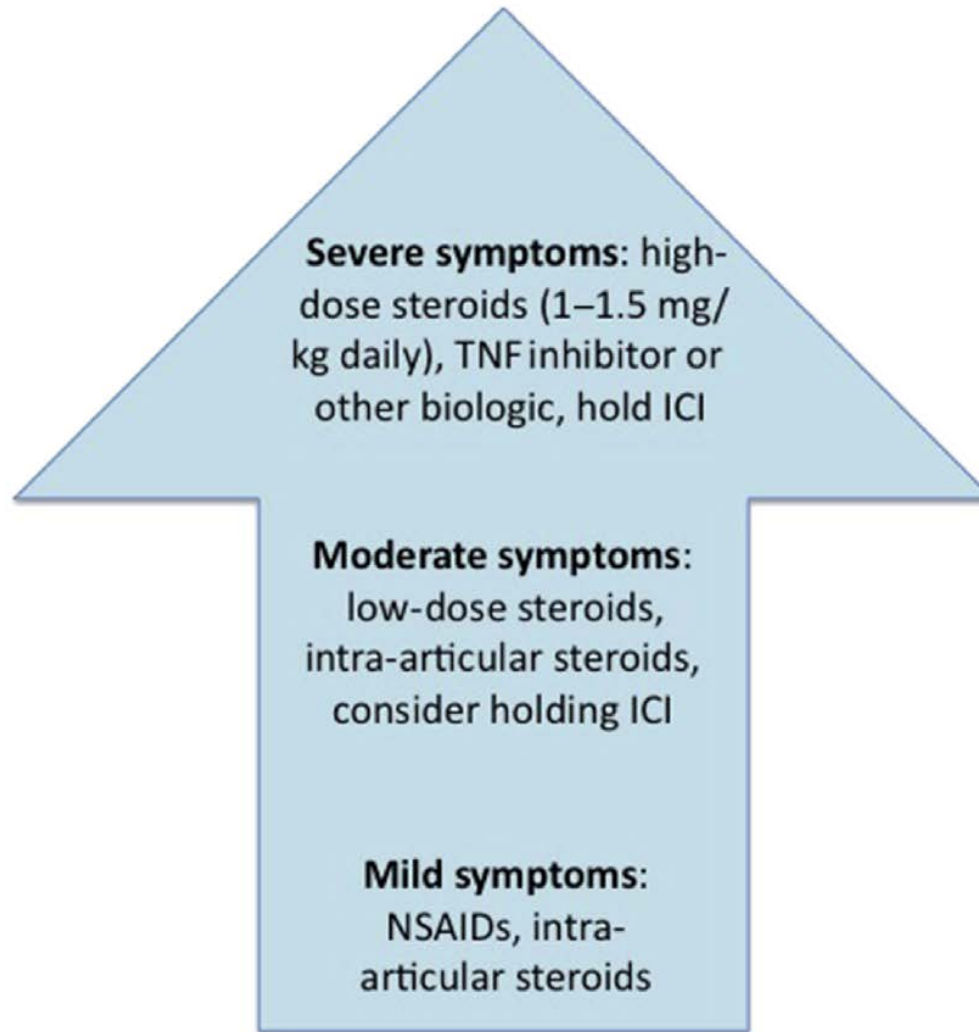 Severe symptoms: high-
dose steroids (1–1.5 mg/
kg daily), TNF inhibitor or
other biologic, hold ICI
Moderate symptoms:
low-dose steroids,
intra-articular steroids,
consider holding ICI
Mild symptoms:
NSAIDs, intra-
articular steroids